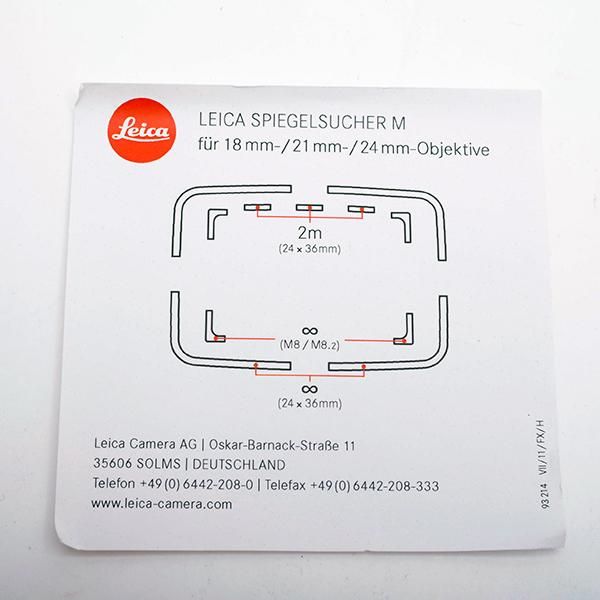 Leica
LEICA SPIEGELSUCHER M
für 18 mm-/21 mm-/24 mm-Objektive
2m
(24 x 36mm)
∞
(M8 / M8.2)
∞
(24 x 36mm)
Leica Camera AG | Oskar-Barnack-Straße 11
35606 SOLMS | DEUTSCHLAND
Telefon +49 (0) 6442-208-0 | Telefax +49 (0) 6442-208-333
www.leica-camera.com
93 214 VII/11/FX/H